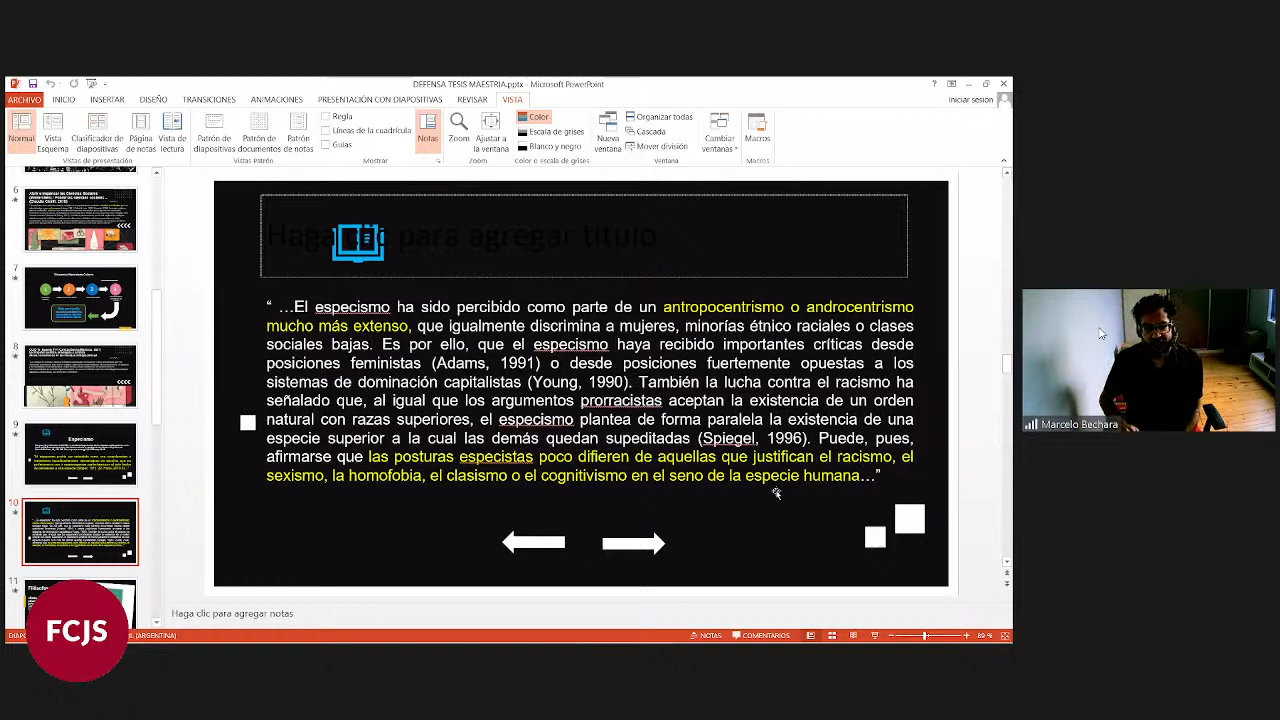 DEFENSA TESIS MAESTRIA.pptx - Microsoft PowerPoint
ARCHIVO INICIO INSERTAR DISEÑO TRANSICIONES ANIMACIONES PRESENTACIÓN CON DIAPOSITIVAS REVISAR VISTA Iniciar sesión
Normal
Vista Esquema
Clasificador de diapositivas
Página de notas
Vista de lectura
Vistas de presentación
Patrón de diapositivas
Patrón de documentos
Patrón de notas
Vistas Patrón
Regla
Líneas de la cuadrícula
Guías
Mostrar
Notas
Zoom
Ajustar a la ventana
Zoom
Color
Escala de grises
Blanco y negro
Color o escala de grises
Nueva ventana
Organizar todas
Cascada
Mover división
Ventana
Cambiar ventanas
Macros
Macros
6
7
8
9
Especismo
10
11
Haga clic para agregar título
“ …El especismo ha sido percibido como parte de un antropocentrismo o androcentrismo
mucho más extenso, que igualmente discrimina a mujeres, minorías étnico raciales o clases
sociales bajas. Es por ello, que el especismo haya recibido importantes críticas desde
posiciones feministas (Adams, 1991) o desde posiciones fuertemente opuestas a los
sistemas de dominación capitalistas (Young, 1990). También la lucha contra el racismo ha
señalado que, al igual que los argumentos prorracistas aceptan la existencia de un orden
natural con razas superiores, el especismo plantea de forma paralela la existencia de una
especie superior a la cual las demás quedan supeditadas (Spiegel, 1988). Puede, pues,
afirmarse que las posturas especistas poco difieren de aquellas que justifican el racismo, el
sexismo, la homofobia, el clasismo o el cognitivismo en el seno de la especie humana…”
Haga clic para agregar notas
(ARGENTINA)
NOTAS COMENTARIOS 89 %
FCJS
Marcelo Bechara